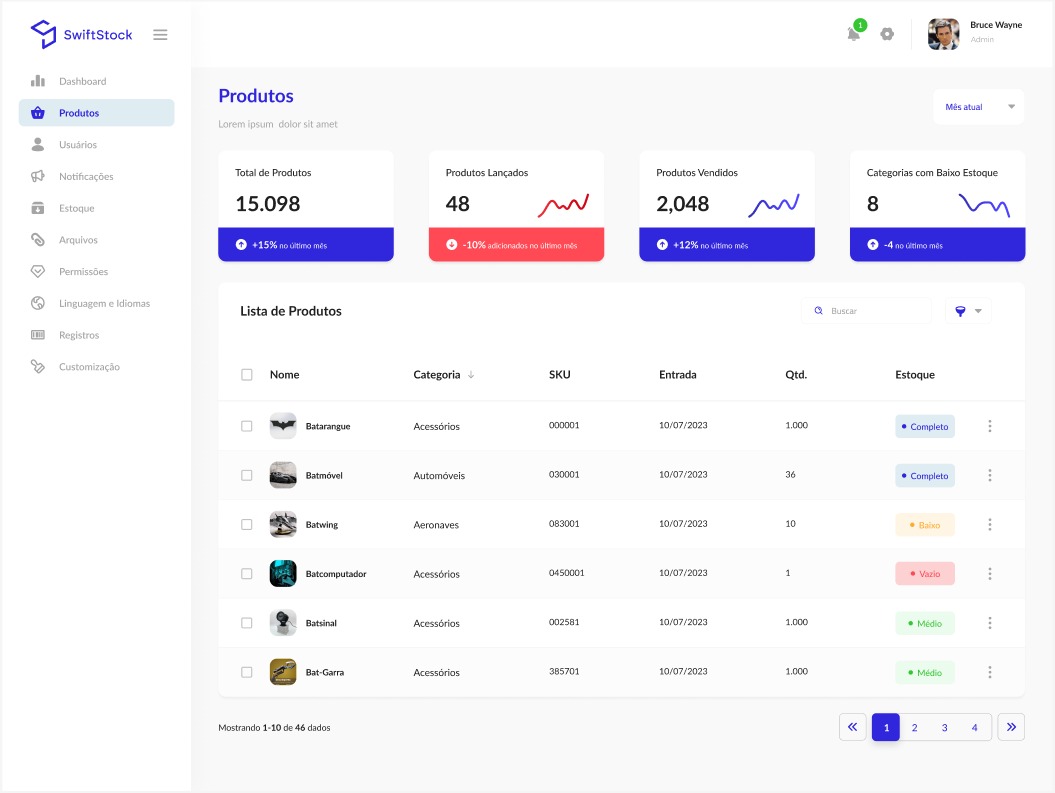 SwiftStock
1
Bruce Wayne
Admin
Dashboard
Produtos
Usuários
Notificações
Estoque
Arquivos
Permissões
Linguagem e Idiomas
Registros
Customização
Produtos
Lorem ipsum dolor sit amet
Mês atual
Total de Produtos
15.098
+15% no último mês
Produtos Lançados
48
-10% adicionados no último mês
Produtos Vendidos
2,048
+12% no último mês
Categorias com Baixo Estoque
8
-4 no último mês
Lista de Produtos
Buscar
Nome Categoria SKU Entrada Qtd. Estoque
Batarangue Acessórios 000001 10/07/2023 1.000 Completo
Batmóvel Automóveis 030001 10/07/2023 36 Completo
Batwing Aeronaves 083001 10/07/2023 10 Baixo
Batcomputador Acessórios 0450001 10/07/2023 1 Vazio
Batsinal Acessórios 002581 10/07/2023 1.000 Médio
Bat-Garra Acessórios 385701 10/07/2023 1.000 Médio
Mostrando 1-10 de 46 dados
1 2 3 4